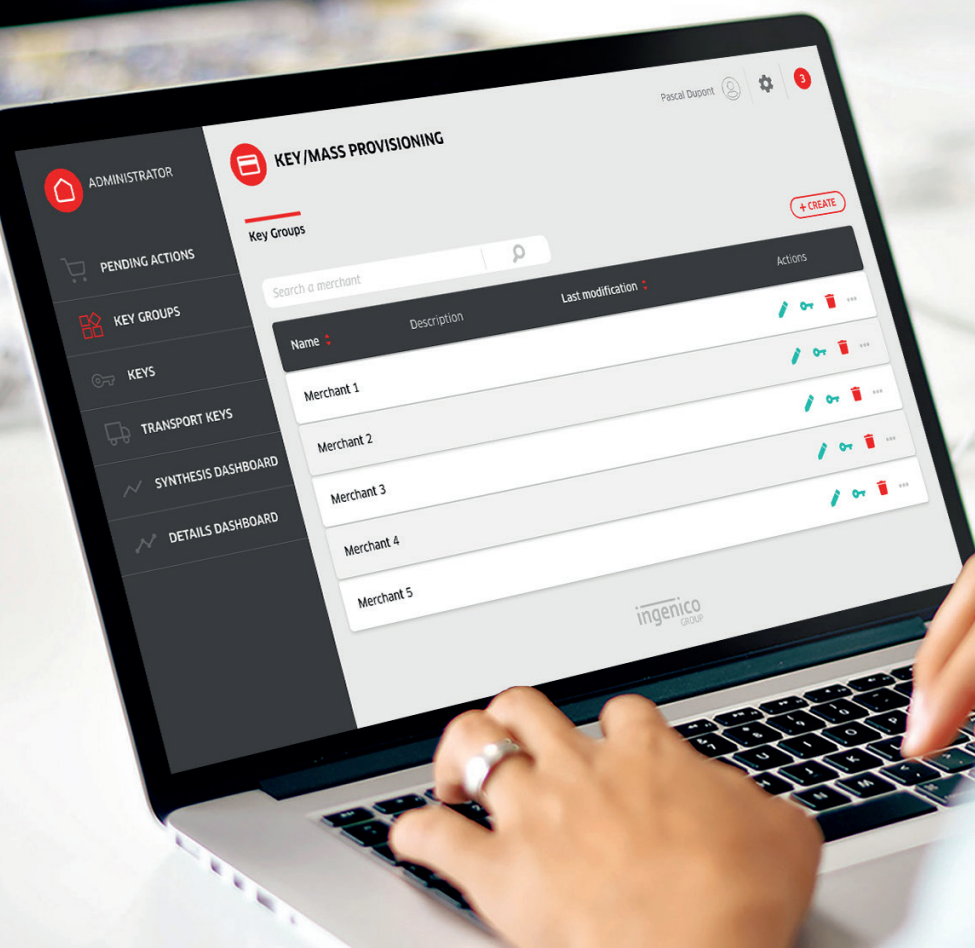 Pascal Dupont
3
ADMINISTRATOR
KEY/MASS PROVISIONING
PENDING ACTIONS
KEY GROUPS
KEYS
TRANSPORT KEYS
SYNTHESIS DASHBOARD
DETAILS DASHBOARD
Key Groups
+ CREATE
Search a merchant
Name Description Last modification Actions
Merchant 1
Merchant 2
Merchant 3
Merchant 4
Merchant 5
ingenico
GROUP